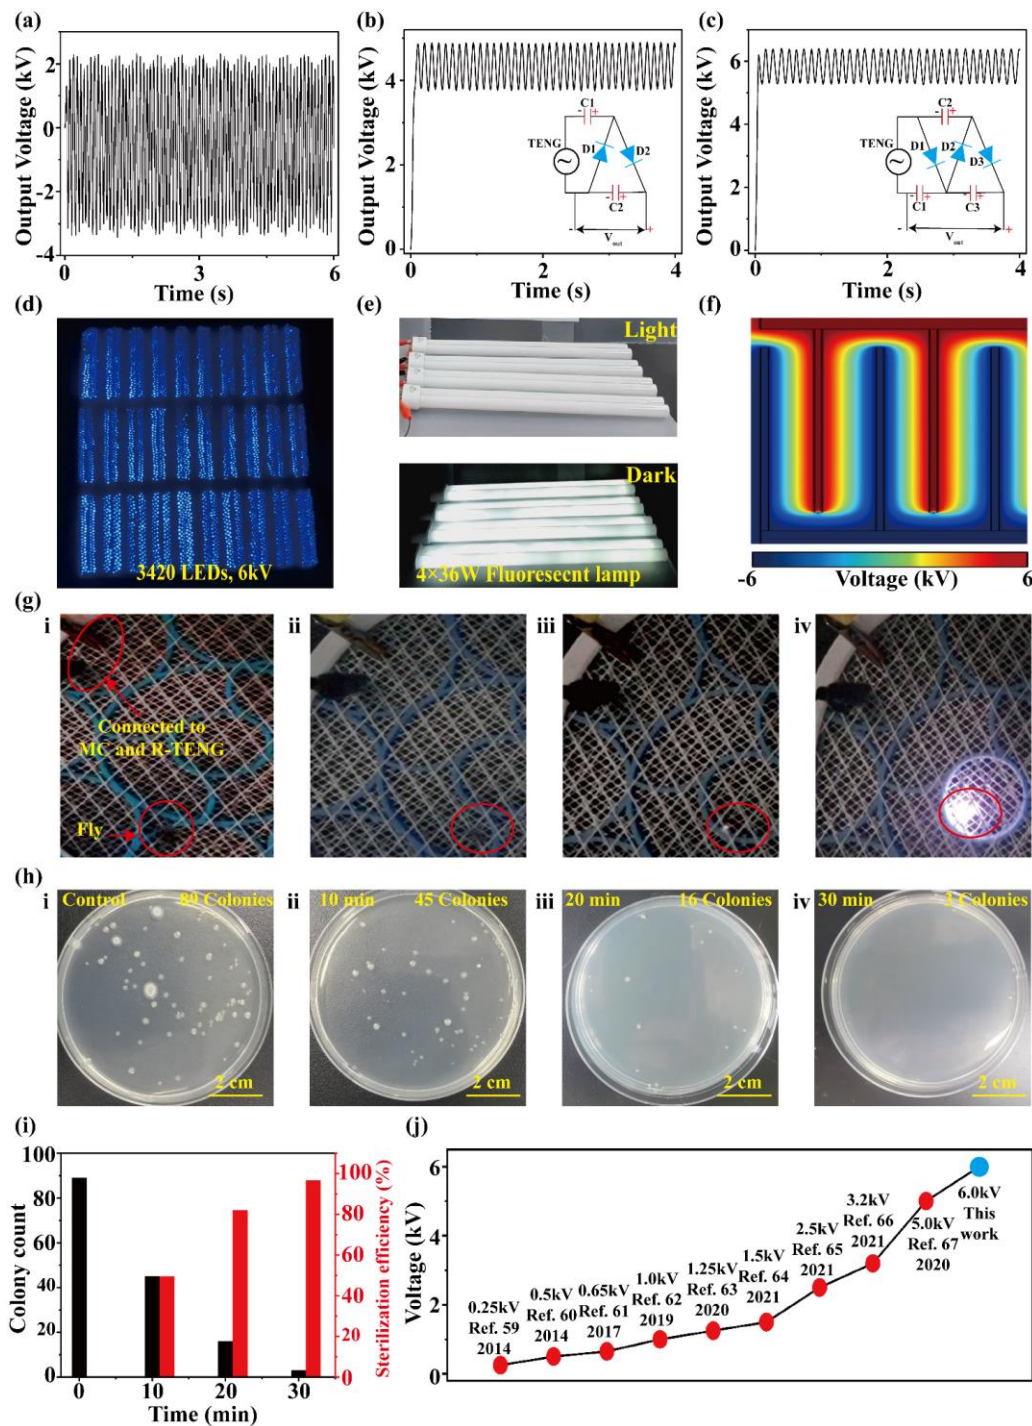 (a)
Output Voltage (kV)
2
0
-2
-4
0
3
6
Time (s)
(b)
Output Voltage (kV)
4
2
0
C1
-
+
TENG
D1
D2
-
+
C2
-
V out
+
0
2
4
Time (s)
(c)
Output Voltage (kV)
6
4
2
0
C2
-
+
TENG
D1
D2
D3
-
+
-
+
C1
C3
-
V out
+
0
2
4
Time (s)
(d)
3420 LEDs, 6kV
(e)
Light
Dark
4×36W Fluoresecnt lamp
(f)
-6
Voltage (kV)
6
(g)
i
Connected to
MC and R-TENG
Fly
ii
iii
iv
(h)
i
Control
89 Colonies
2 cm
ii
10 min
45 Colonies
2 cm
iii
20 min
16 Colonies
2 cm
iv
30 min
3 Colonies
2 cm
(i)
Colony count
100
80
60
40
20
0
0
10
20
30
Time (min)
100
80
60
40
20
0
Sterilization efficiency (%)
(j)
Voltage (kV)
6
4
2
0
0.25kV
Ref. 59
2014
0.5kV
Ref. 60
2014
0.65kV
Ref. 61
2017
1.0kV
Ref. 62
2019
1.25kV
Ref. 63
2020
1.5kV
Ref. 64
2021
2.5kV
Ref. 65
2021
3.2kV
Ref. 66
2021
5.0kV
Ref. 67
2020
6.0kV
This
work